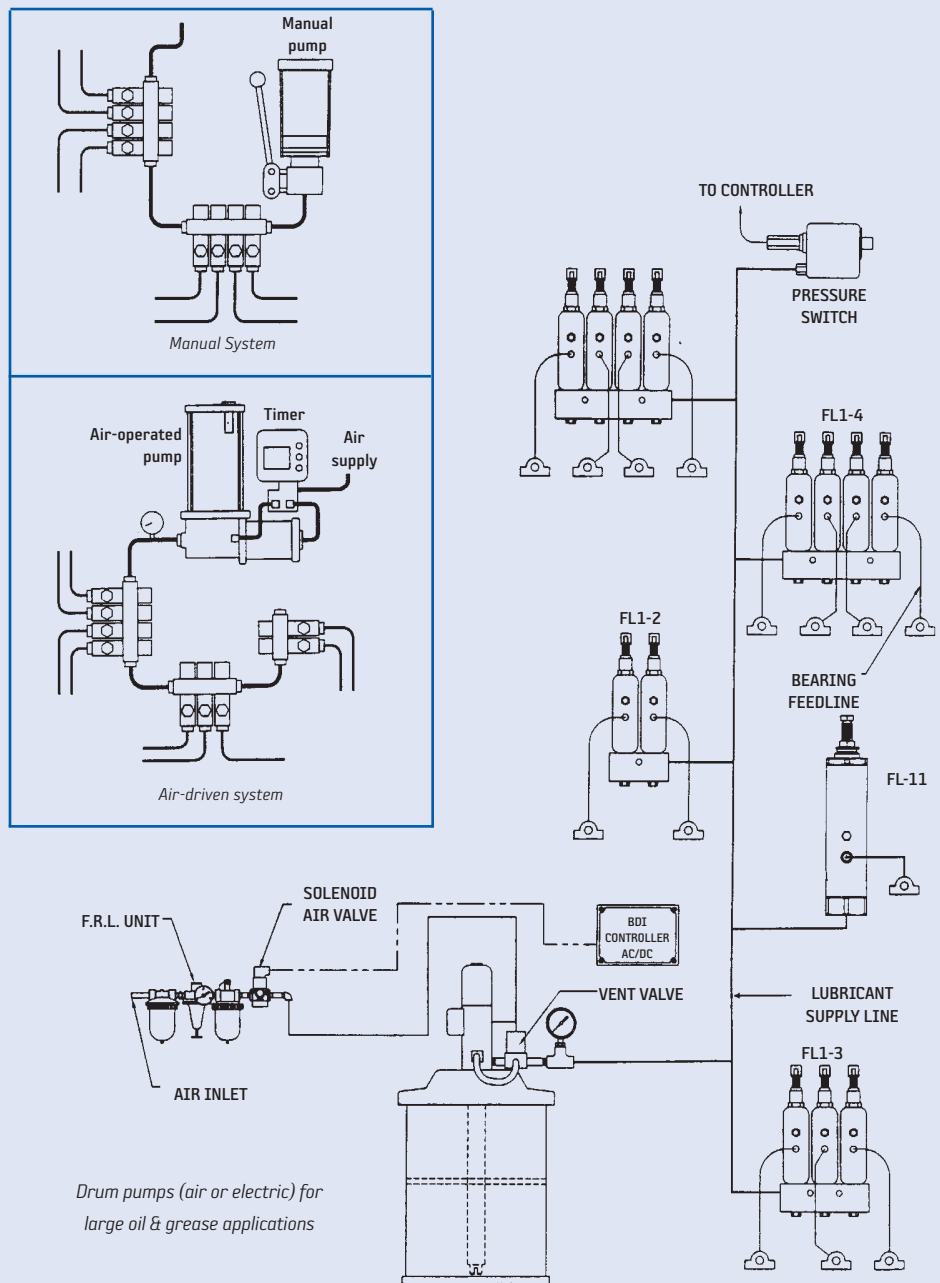 Manual
pump
Manual System
Air-operated
pump
Timer
Air
supply
Air-driven system
TO CONTROLLER
PRESSURE
SWITCH
FL1-4
FL1-2
BEARING
FEEDLINE
FL-11
SOLENOID
AIR VALVE
F.R.L. UNIT
BDI
CONTROLLER
AC/DC
VENT VALVE
LUBRICANT
SUPPLY LINE
FL1-3
AIR INLET
Drum pumps (air or electric) for
large oil & grease applications